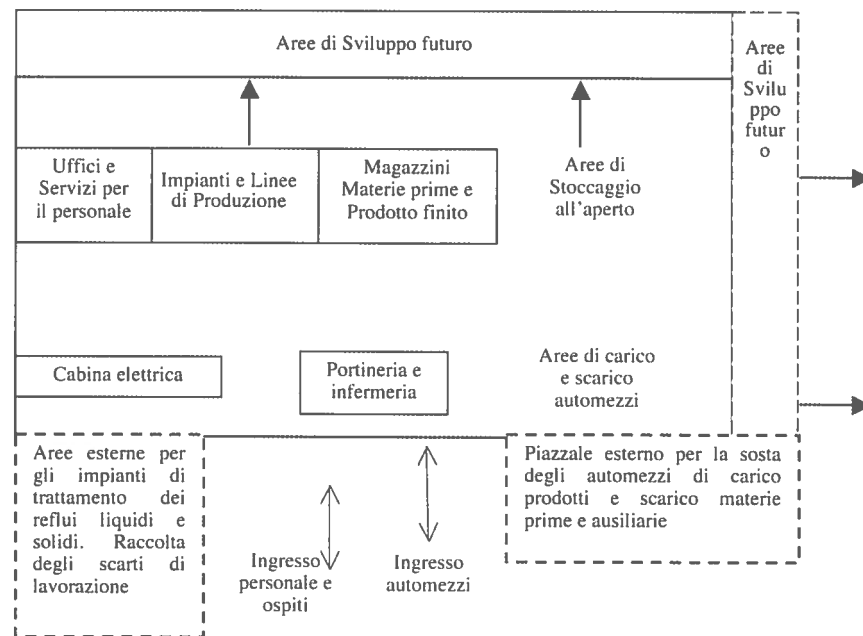 Aree di Sviluppo futuro
Aree
di
Svilu
ppo
futur
o
Uffici e
Servizi per
il personale
Impianti e Linee
di Produzione
Magazzini
Materie prime e
Prodotto finito
Aree di
Stoccaggio
all'aperto
Cabina elettrica
Portineria e
infermeria
Aree di carico
e scarico
automezzi
Aree esterne per
gli impianti di
trattamento dei
reflui liquidi e
solidi. Raccolta
degli scarti di
lavorazione
Ingresso
personale e
ospiti
Ingresso
automezzi
Piazzale esterno per la sosta
degli automezzi di carico
prodotti e scarico materie
prime e ausiliarie